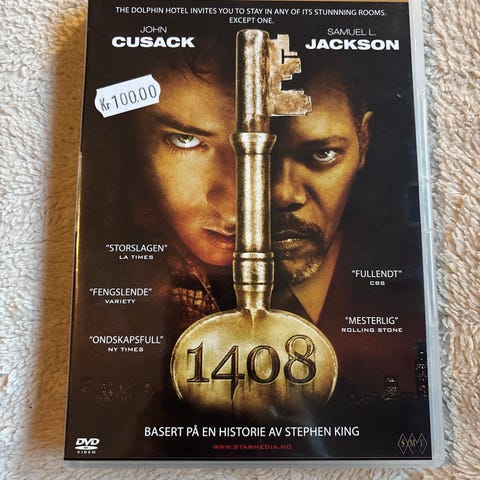 THE DOLPHIN HOTEL INVITES YOU TO STAY IN ANY OF ITS STUNNNING ROOMS.
EXCEPT ONE.
JOHN
CUSACK
SAMUEL L.
JACKSON
Kr 100.00
"STORSLAGEN"
LA TIMES
"FENGSLENDE"
VARIETY
"ONDSKAPSFULL"
NY TIMES
"FULLENDT"
CBS
"MESTERLIG"
ROLLING STONE
1408
BASERT PÅ EN HISTORIE AV STEPHEN KING
WWW.STARMEDIA.NO
DVD
VIDEO